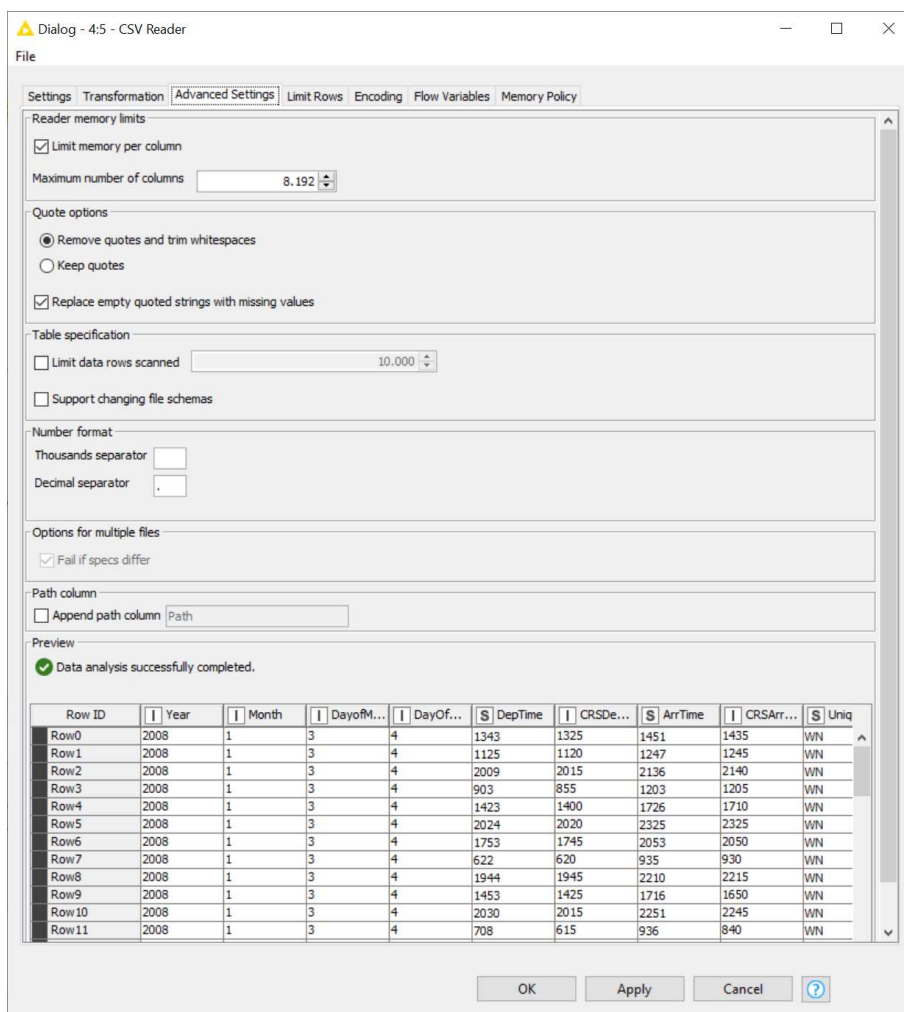 Dialog - 4:5 - CSV Reader
File
Settings Transformation Advanced Settings Limit Rows Encoding Flow Variables Memory Policy
Reader memory limits
Limit memory per column
Maximum number of columns 8.192
Quote options
Remove quotes and trim whitespaces
Keep quotes
Replace empty quoted strings with missing values
Table specification
Limit data rows scanned 10.000
Support changing file schemas
Number format
Thousands separator
Decimal separator .
Options for multiple files
Fail if specs differ
Path column
Append path column Path
Preview
Data analysis successfully completed.
Row ID I Year I Month I DayofM... I DayOf... S DepTime I CRSDe... S ArrTime I CRSArr... S Uniq
Row0 2008 1 3 4 1343 1325 1451 1435 WN
Row1 2008 1 3 4 1125 1120 1247 1245 WN
Row2 2008 1 3 4 2009 2015 2136 2140 WN
Row3 2008 1 3 4 903 855 1203 1205 WN
Row4 2008 1 3 4 1423 1400 1726 1710 WN
Row5 2008 1 3 4 2024 2020 2325 2325 WN
Row6 2008 1 3 4 1753 1745 2053 2050 WN
Row7 2008 1 3 4 622 620 935 930 WN
Row8 2008 1 3 4 1944 1945 2210 2215 WN
Row9 2008 1 3 4 1453 1425 1716 1650 WN
Row10 2008 1 3 4 2030 2015 2251 2245 WN
Row11 2008 1 3 4 708 615 936 840 WN
OK Apply Cancel ?